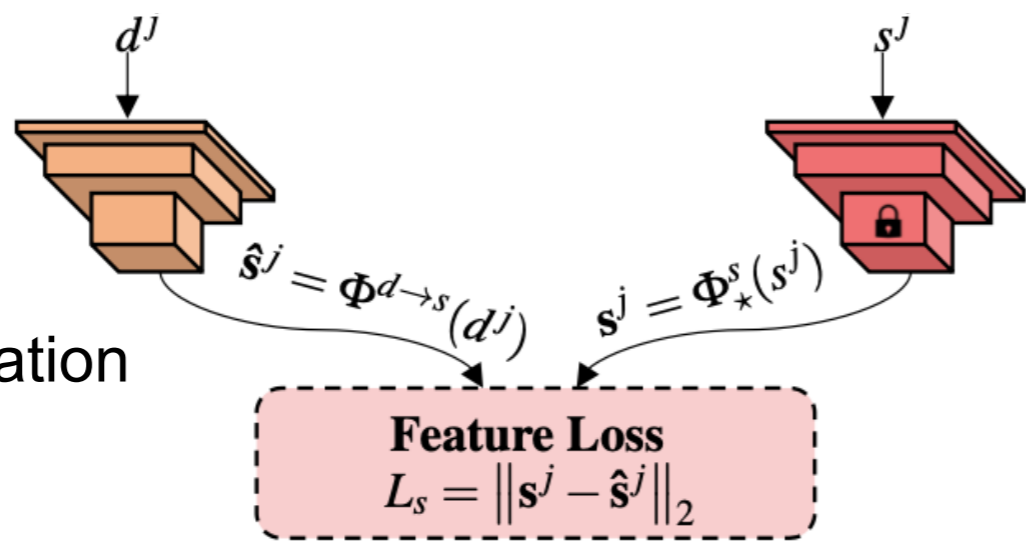 d^j
s^j
ŝ^j = Φ^{d→s}(d^j)
s^j = Φ^s_⋆(s^j)
ation
Feature Loss
L_s = ‖s^j − ŝ^j‖_2